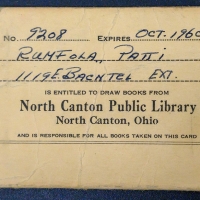 No. 9208 EXPIRES OCT. 1960
RUMFOLA, PATTI
1119 E BACHTEL EXT.
IS ENTITLED TO DRAW BOOKS FROM
North Canton Public Library
North Canton, Ohio
AND IS RESPONSIBLE FOR ALL BOOKS TAKEN ON THIS CARD